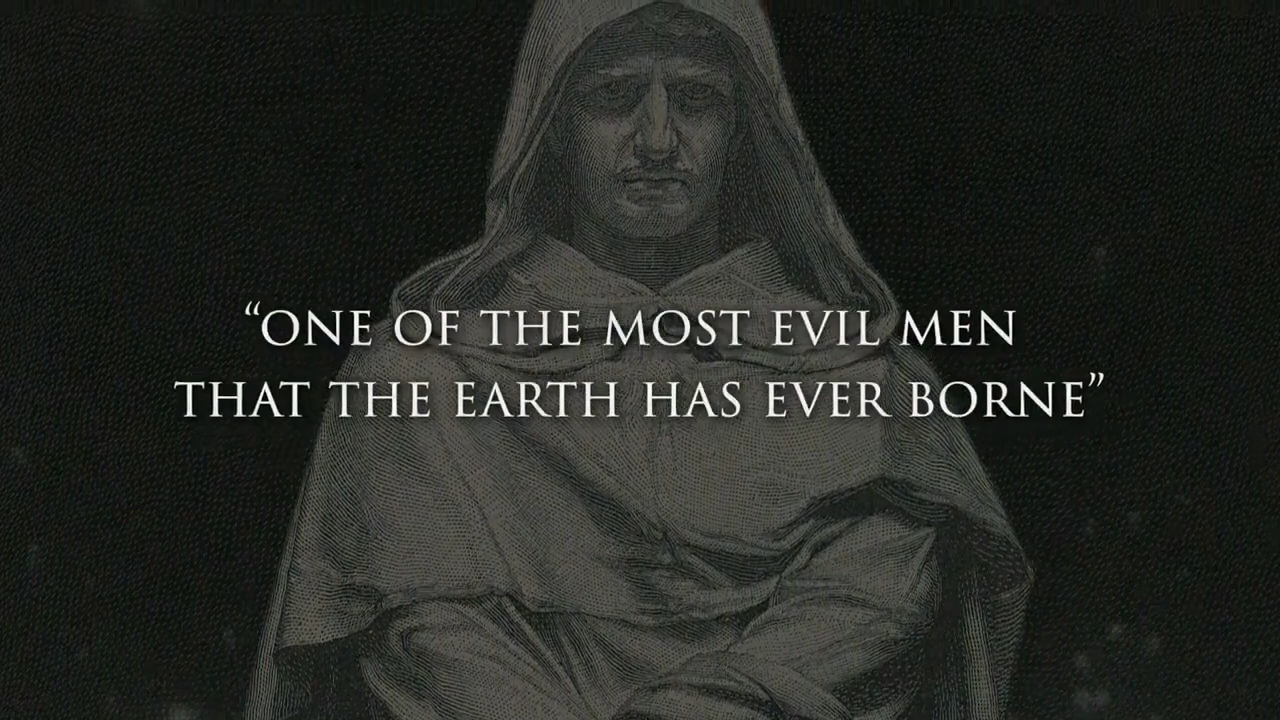 “ONE OF THE MOST EVIL MEN
THAT THE EARTH HAS EVER BORNE”